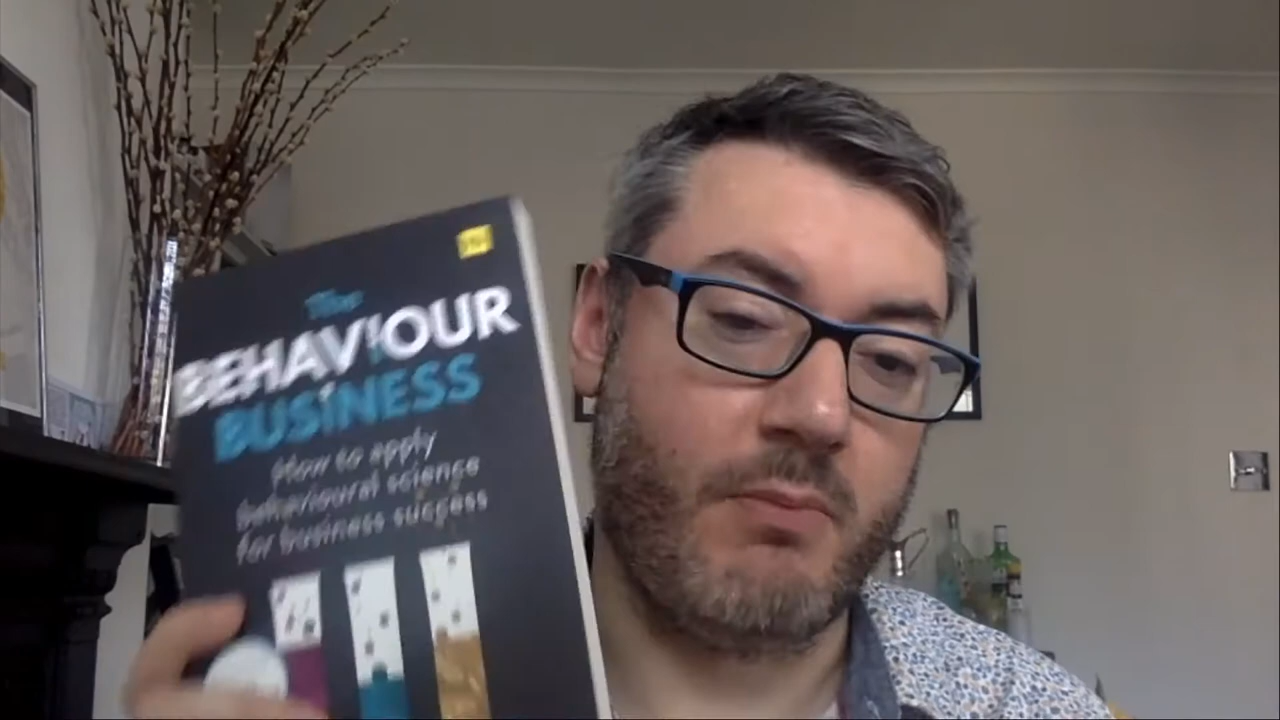 The
BEHAVIOUR
BUSINESS
How to apply
behavioural science
for business success